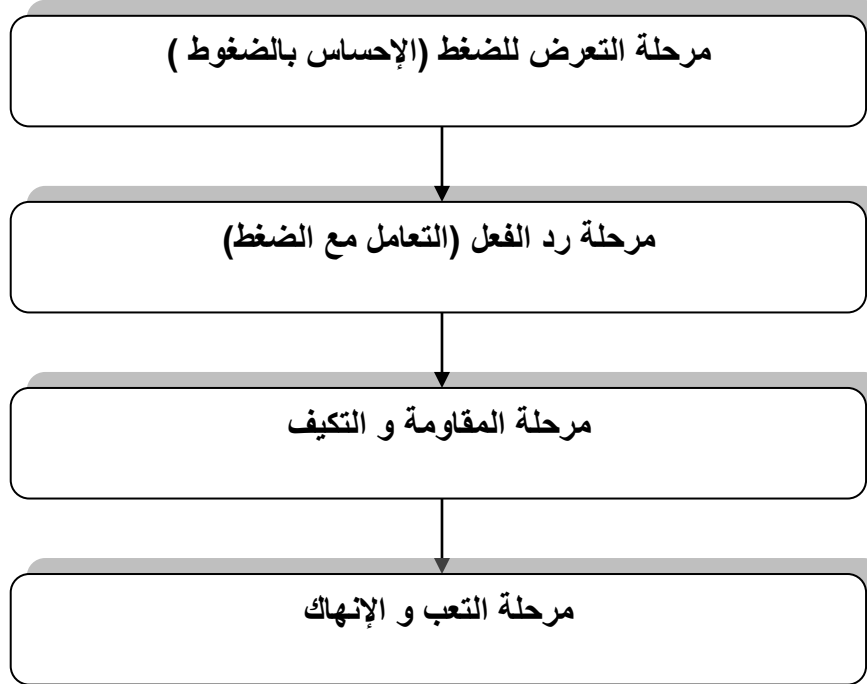 مرحلة التعرض للضغط (الإحساس بالضغوط )
مرحلة رد الفعل (التعامل مع الضغط)
مرحلة المقاومة و التكيف
مرحلة التعب و الإنهاك